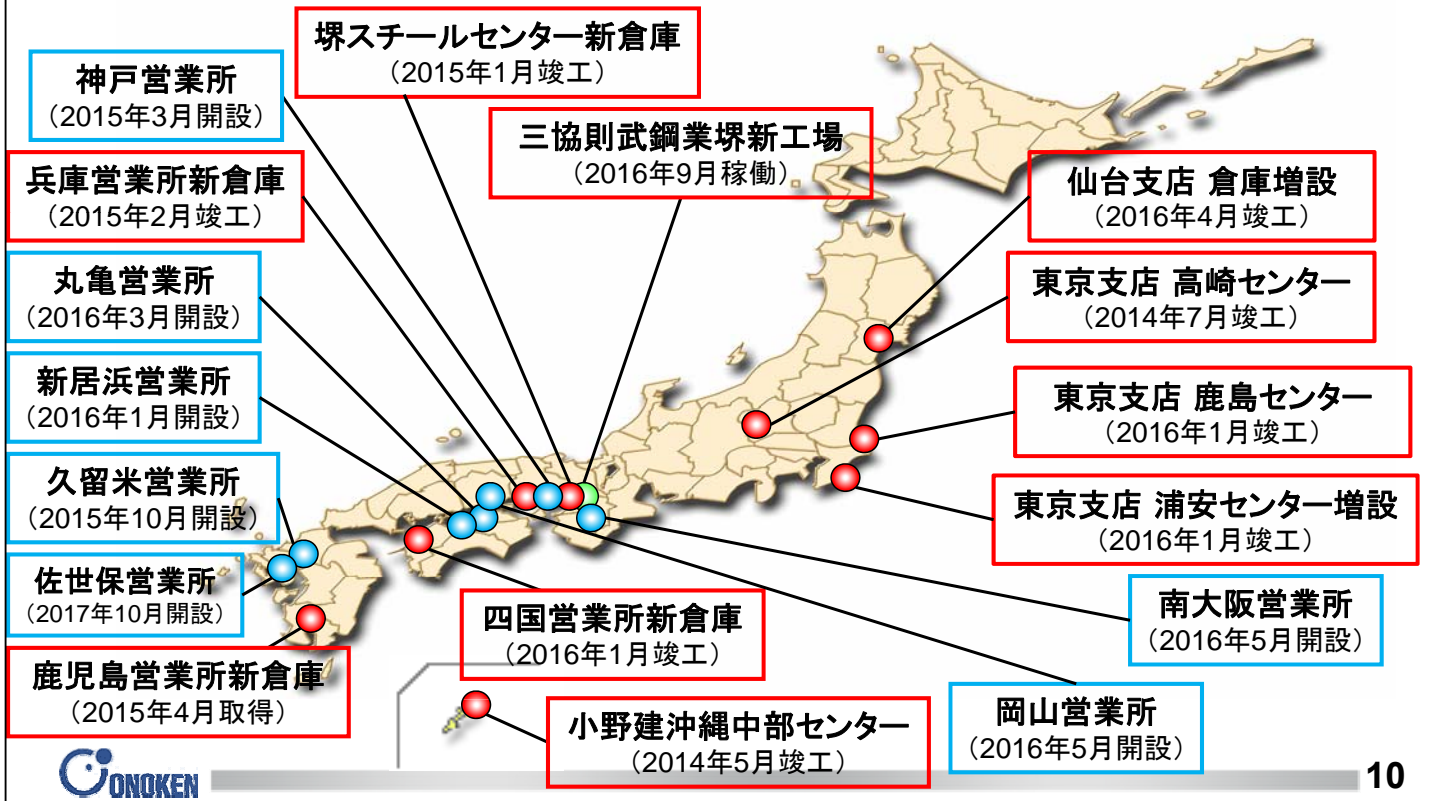 堺スチールセンター新倉庫
（2015年1月竣工）
神戸営業所
（2015年3月開設）
三協則武鋼業堺新工場
（2016年9月稼働）
兵庫営業所新倉庫
（2015年2月竣工）
仙台支店 倉庫増設
（2016年4月竣工）
丸亀営業所
（2016年3月開設）
東京支店 高崎センター
（2014年7月竣工）
新居浜営業所
（2016年1月開設）
東京支店 鹿島センター
（2016年1月竣工）
久留米営業所
（2015年10月開設）
東京支店 浦安センター増設
（2016年1月竣工）
佐世保営業所
（2017年10月開設）
南大阪営業所
（2016年5月開設）
四国営業所新倉庫
（2016年1月竣工）
鹿児島営業所新倉庫
（2015年4月取得）
岡山営業所
（2016年5月開設）
小野建沖縄中部センター
（2014年5月竣工）
ONOKEN
10